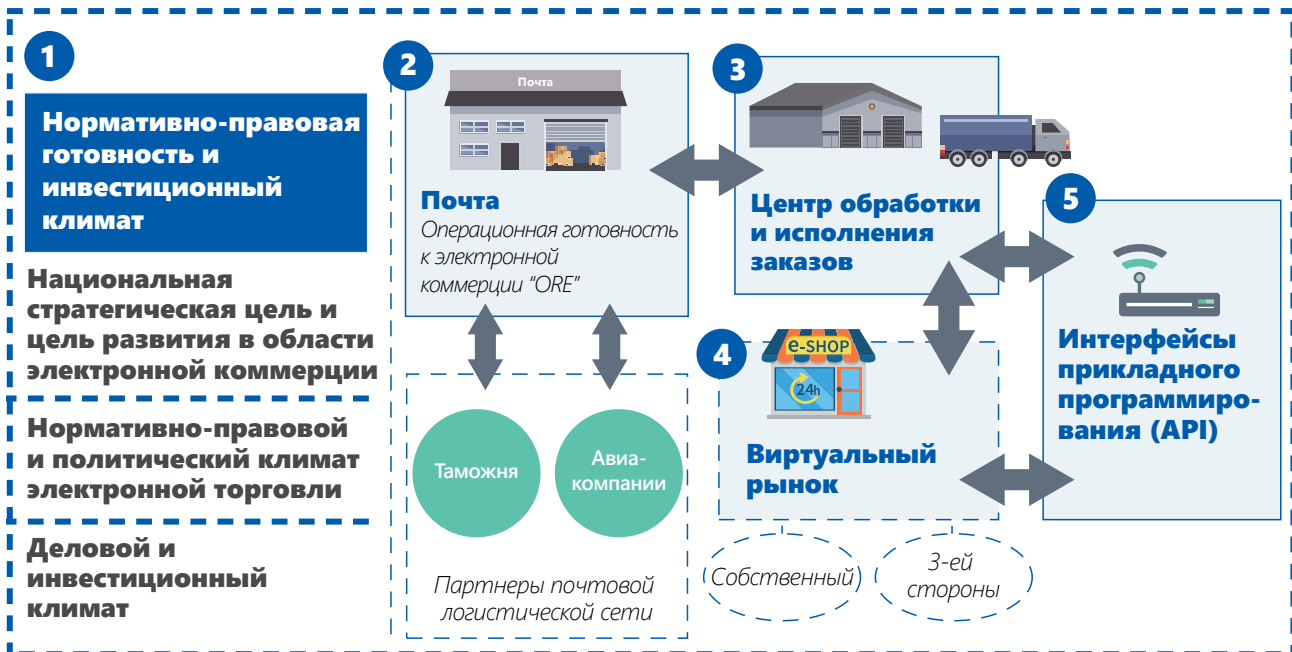 1
Нормативно-правовая
готовность и
инвестиционный
климат
Национальная
стратегическая цель и
цель развития в области
электронной коммерции
Нормативно-правовой
и политический климат
электронной торговли
Деловой и
инвестиционный
климат
2
Почта
Почта
Операционная готовность
к электронной
коммерции "ORE"
Таможня
Авиа-
компании
Партнеры почтовой
логистической сети
3
Центр обработки
и исполнения
заказов
4
e-SHOP
24h
Виртуальный
рынок
Собственный
3-ей
стороны
5
Интерфейсы
прикладного
программиро-
вания (API)